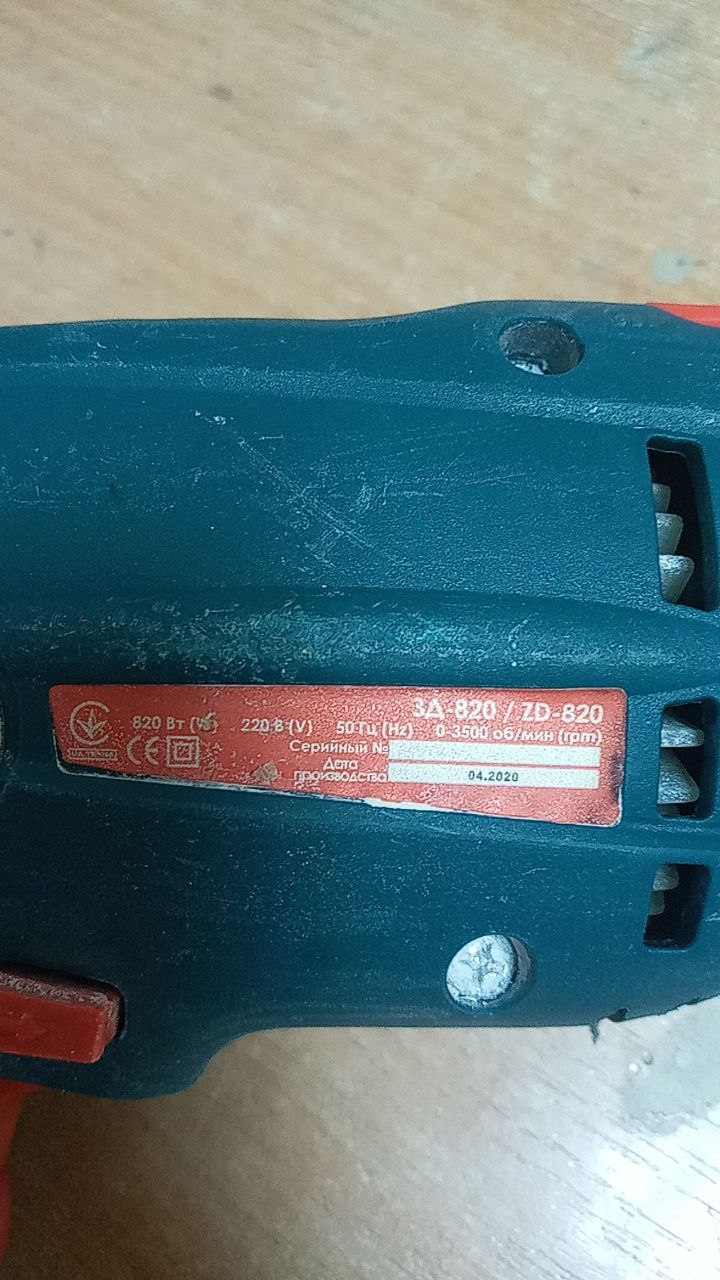 ЗД-820 / ZD-820
820 Вт (W) 220 В (V) 50 Гц (Hz) 0-3500 об/мин (rpm)
CE
Серийный №
Дата
производства 04.2020